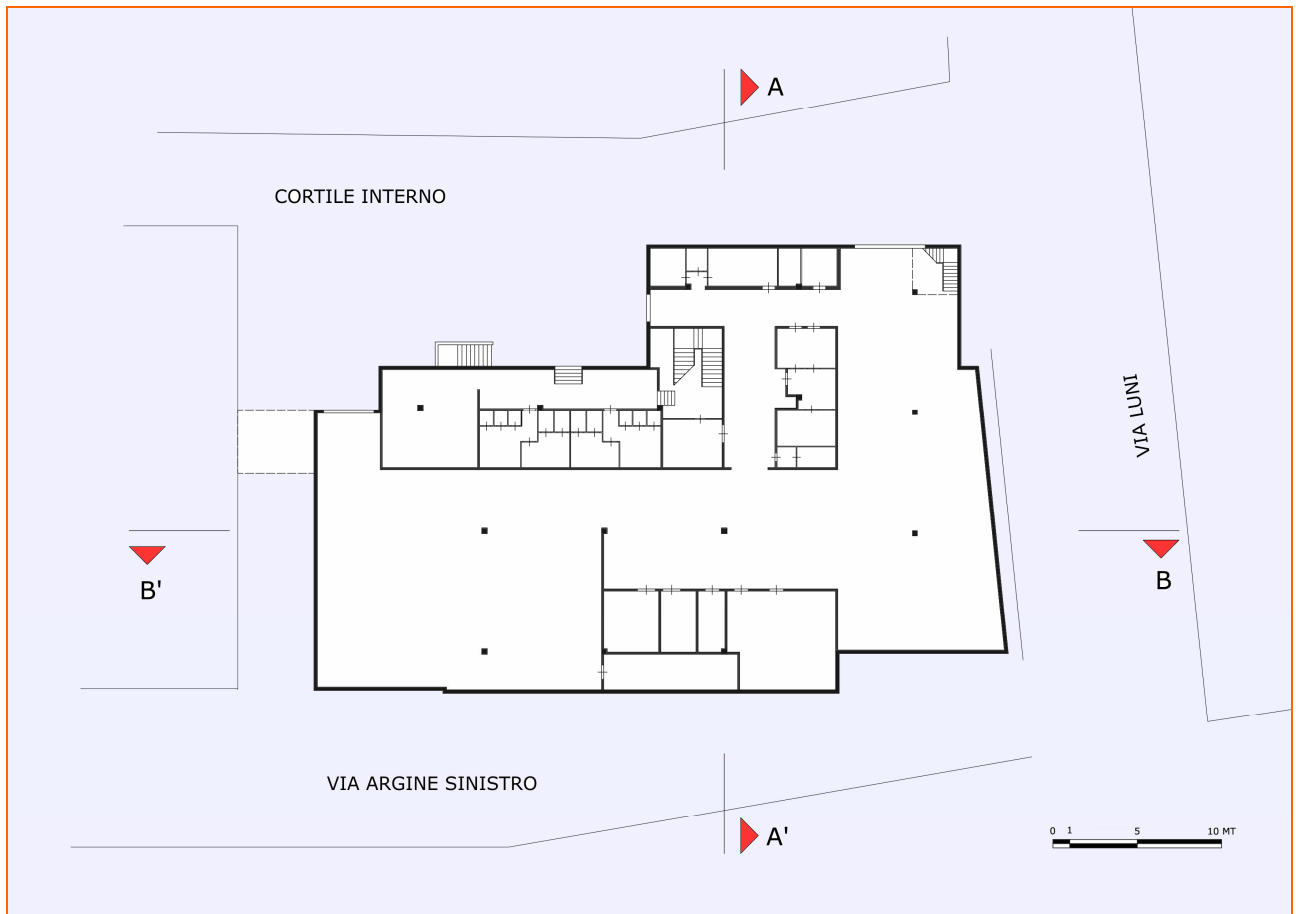 A
CORTILE INTERNO
VIA LUNI
B'
B
VIA ARGINE SINISTRO
A'
0 1 5 10 MT